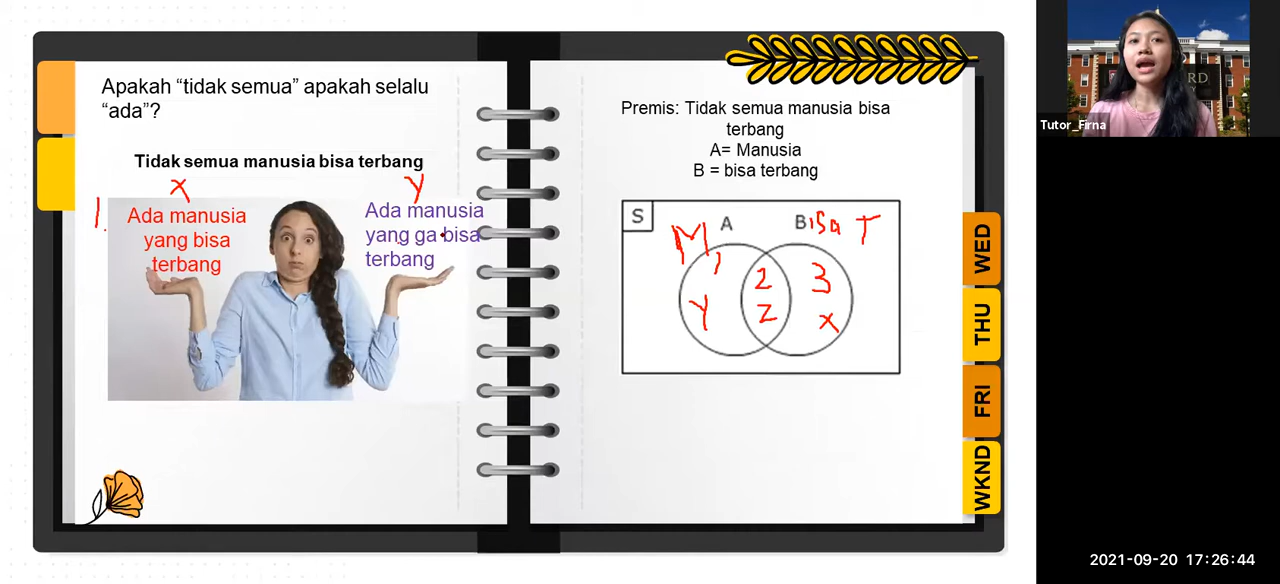 Apakah “tidak semua” apakah selalu
“ada”?
Tidak semua manusia bisa terbang
x
y
1.
Ada manusia
yang bisa
terbang
Ada manusia
yang ga bisa
terbang
Premis: Tidak semua manusia bisa
terbang
A= Manusia
B = bisa terbang
S
M
A
Bisa T
1
2
3
y
z
x
WED
THU
FRI
WKND
RD
Tutor_Firna
2021-09-20 17:26:44